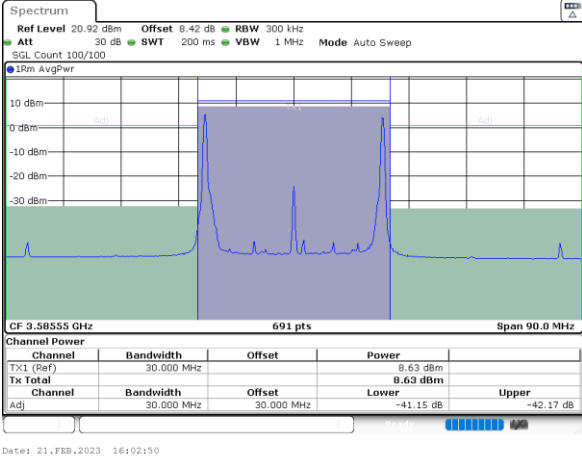 Spectrum
Ref Level 20.92 dBm Offset 8.42 dB RBW 300 kHz
Att 30 dB SWT 200 ms VBW 1 MHz Mode Auto Sweep
SGL Count 100/100
1Rm AvgPwr
10 dBm
Adj Adj
0 dBm
-10 dBm
-20 dBm
-30 dBm
CF 3.58555 GHz 691 pts Span 90.0 MHz
Channel Power
Channel Bandwidth Offset Power
TX1 (Ref) 30.000 MHz 8.63 dBm
Tx Total 8.63 dBm
Channel Bandwidth Offset Lower Upper
Adj 30.000 MHz 30.000 MHz -41.15 dB -42.17 dB
Ready
Date: 21.FEB.2023 16:02:50